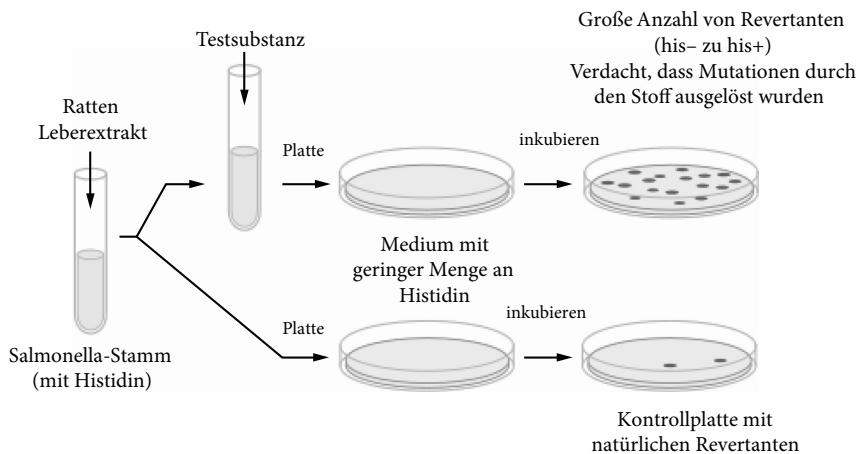 Ratten
Leberextrakt
Salmonella-Stamm
(mit Histidin)
Testsubstanz
Platte
Medium mit
geringer Menge an
Histidin
inkubieren
Große Anzahl von Revertanten
(his– zu his+)
Verdacht, dass Mutationen durch
den Stoff ausgelöst wurden
Platte
inkubieren
Kontrollplatte mit
natürlichen Revertanten